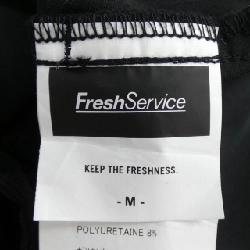 FreshService
KEEP THE FRESHNESS.
- M -
POLYURETAINE 8%